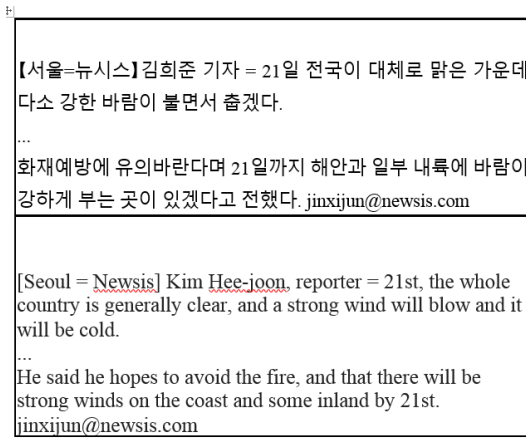 【서울=뉴시스】김희준 기자 = 21일 전국이 대체로 맑은 가운데
다소 강한 바람이 불면서 춥겠다.
...
화재예방에 유의바란다며 21일까지 해안과 일부 내륙에 바람이
강하게 부는 곳이 있겠다고 전했다. jinxijun@newsis.com
[Seoul = Newsis] Kim Hee-joon, reporter = 21st, the whole
country is generally clear, and a strong wind will blow and it
will be cold.
...
He said he hopes to avoid the fire, and that there will be
strong winds on the coast and some inland by 21st.
jinxijun@newsis.com